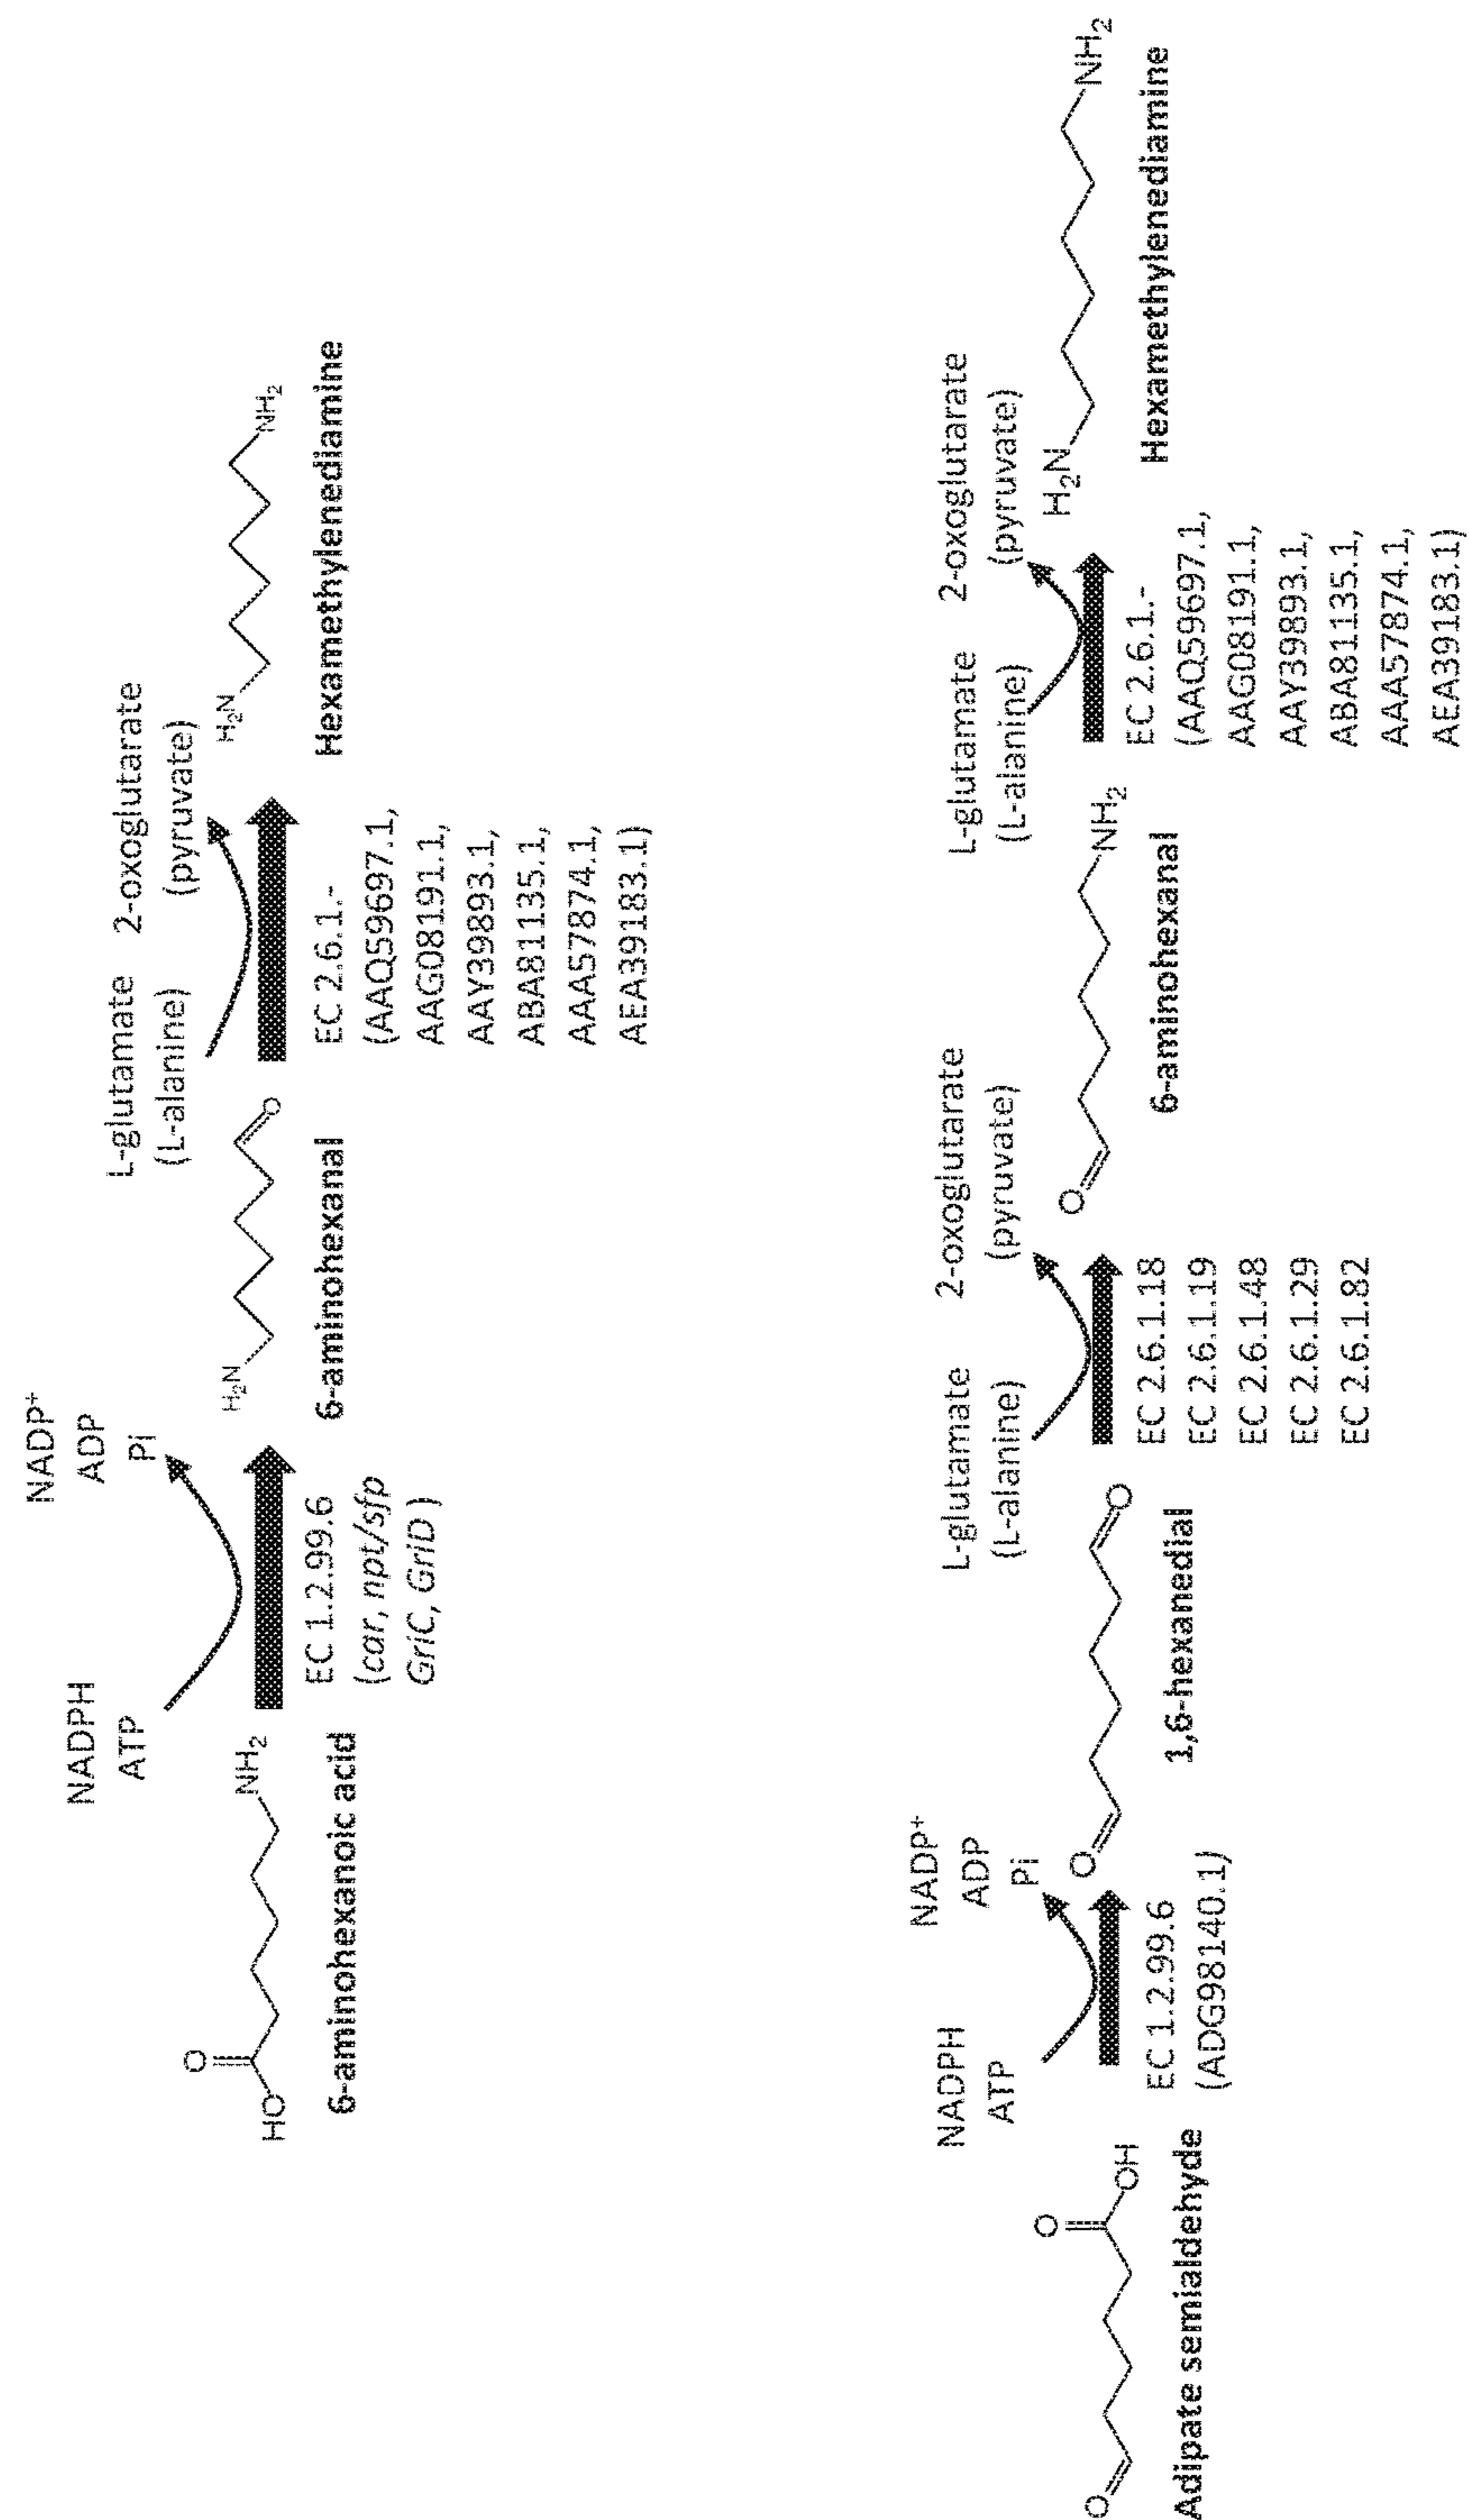 NADPH
ATP
NADP+
ADP
Pi
HO
O
NH2
6-aminohexanoic acid
EC 1.2.99.6
(car, npt/sfp
GriC, GriD )
H2N
O
6-aminohexanal
L-glutamate
(L-alanine)
2-oxoglutarate
(pyruvate)
EC 2.6.1.-
(AAQ59697.1,
AAG08191.1,
AAY39893.1,
ABA81135.1,
AAA57874.1,
AEA39183.1)
H2N
NH2
Hexamethylenediamine
O
O
OH
Adipate semialdehyde
NADPH
ATP
NADP+
ADP
Pi
EC 1.2.99.6
(ADG98140.1)
O
O
1,6-hexanedial
L-glutamate
(L-alanine)
2-oxoglutarate
(pyruvate)
EC 2.6.1.18
EC 2.6.1.19
EC 2.6.1.48
EC 2.6.1.29
EC 2.6.1.82
O
NH2
6-aminohexanal
L-glutamate
(L-alanine)
2-oxoglutarate
(pyruvate)
EC 2.6.1.-
(AAQ59697.1,
AAG08191.1,
AAY39893.1,
ABA81135.1,
AAA57874.1,
AEA39183.1)
H2N
NH2
Hexamethylenediamine